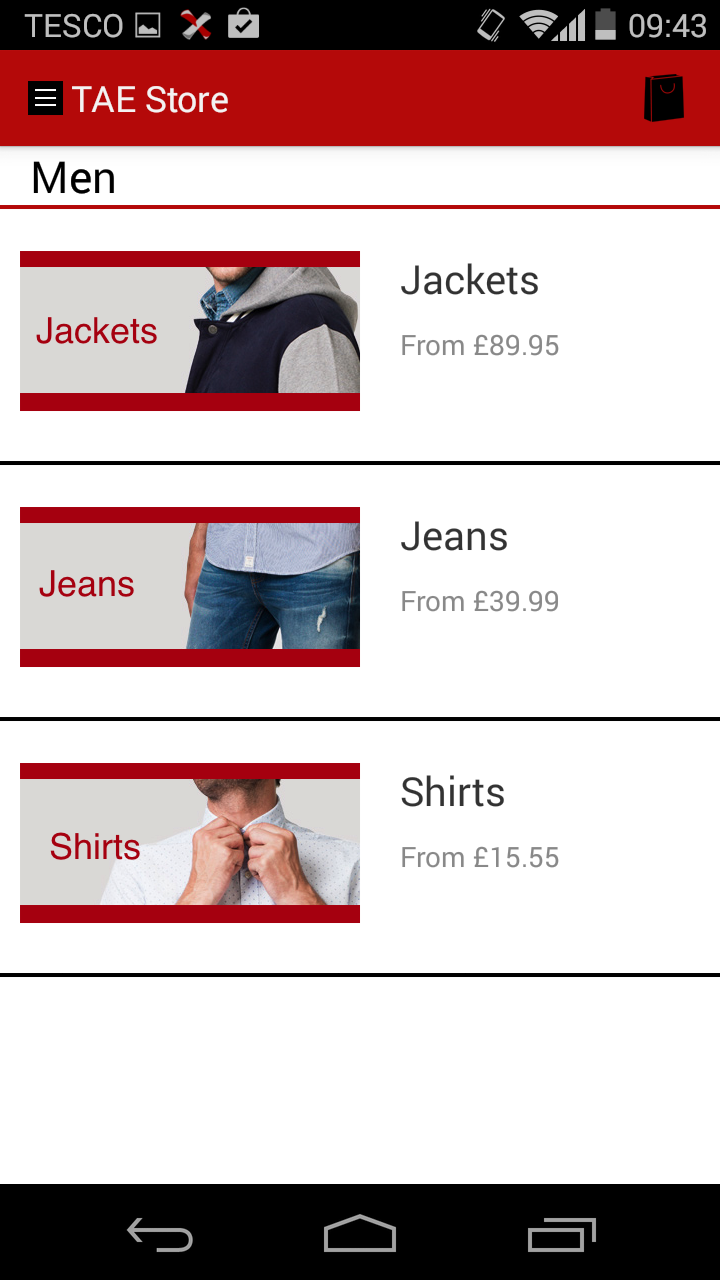 TESCO 09:43
TAE Store
Men
Jackets
Jackets
From £89.95
Jeans
Jeans
From £39.99
Shirts
Shirts
From £15.55